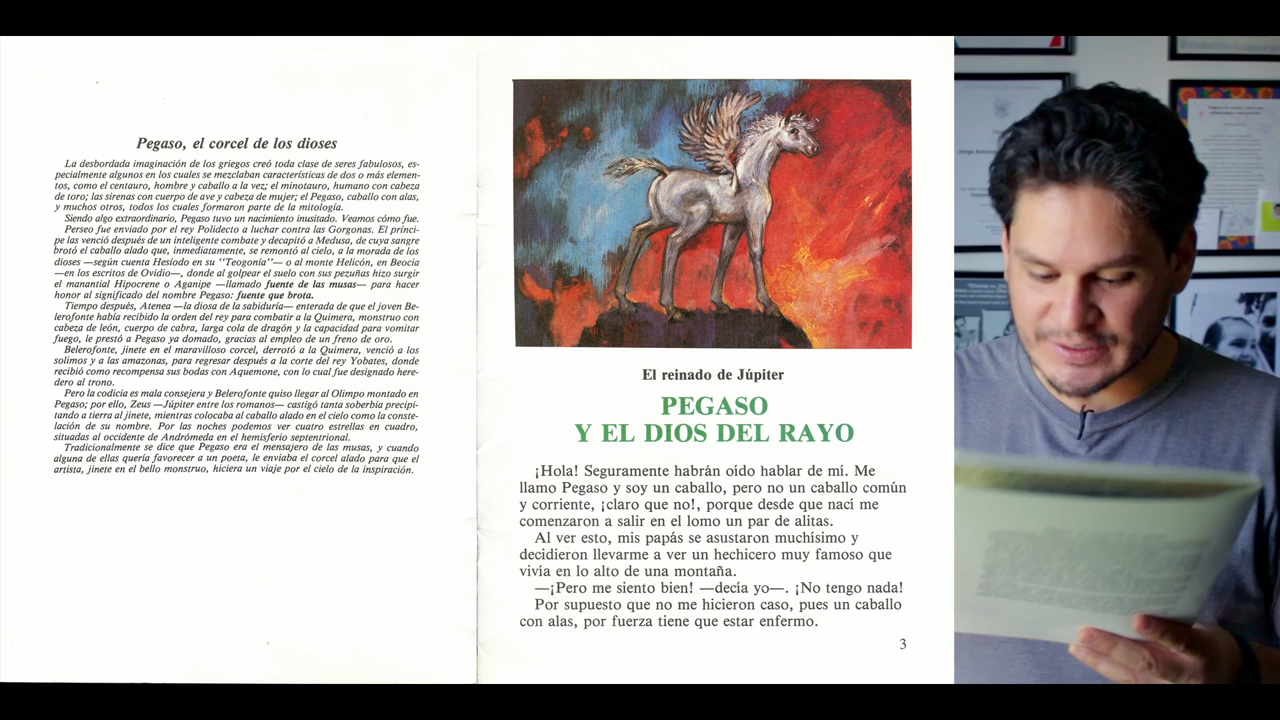 Pegaso, el corcel de los dioses
La desbordada imaginación de los griegos creó toda clase de seres fabulosos, es-
pecialmente algunos en los cuales se mezclaban características de dos o más elemen-
tos, como el centauro, hombre y caballo a la vez; el minotauro, humano con cabeza
de toro; las sirenas con cuerpo de ave y cabeza de mujer; el Pegaso, caballo con alas,
y muchos otros, todos los cuales formaron parte de la mitología.
Siendo algo extraordinario, Pegaso tuvo un nacimiento inusitado. Veamos cómo fue.
Perseo fue enviado por el rey Polidecto a luchar contra las Gorgonas. El prínci-
pe las venció después de un inteligente combate y decapitó a Medusa, de cuya sangre
brotó el caballo alado que, inmediatamente, se remontó al cielo, a la morada de los
dioses —según cuenta Hesíodo en su "Teogonía"— o al monte Helicón, en Beocia
—en los escritos de Ovidio—, donde al golpear el suelo con sus pezuñas hizo surgir
el manantial Hipocrene o Aganipe —llamado fuente de las musas— para hacer
honor al significado del nombre Pegaso: fuente que brota.
Tiempo después, Atenea —la diosa de la sabiduría— enterada de que el joven Be-
lerofonte había recibido la orden del rey para combatir a la Quimera, monstruo con
cabeza de león, cuerpo de cabra, larga cola de dragón y la capacidad para vomitar
fuego, le prestó a Pegaso ya domado, gracias al empleo de un freno de oro.
Belerofonte, jinete en el maravilloso corcel, derrotó a la Quimera, venció a los
solimos y a las amazonas, para regresar después a la corte del rey Yobates, donde
recibió como recompensa sus bodas con Aquemone, con lo cual fue designado here-
dero al trono.
Pero la codicia es mala consejera y Belerofonte quiso llegar al Olimpo montado en
Pegaso; por ello, Zeus —Júpiter entre los romanos— castigó tanta soberbia precipi-
tando a tierra al jinete, mientras colocaba al caballo alado en el cielo como la conste-
lación de su nombre. Por las noches podemos ver cuatro estrellas en cuadro,
situadas al occidente de Andrómeda en el hemisferio septentrional.
Tradicionalmente se dice que Pegaso era el mensajero de las musas, y cuando
alguna de ellas quería favorecer a un poeta, le enviaba el corcel alado para que el
artista, jinete en el bello monstruo, hiciera un viaje por el cielo de la inspiración.
El reinado de Júpiter
PEGASO
Y EL DIOS DEL RAYO
¡Hola! Seguramente habrán oído hablar de mí. Me
llamo Pegaso y soy un caballo, pero no un caballo común
y corriente, ¡claro que no!, porque desde que nací me
comenzaron a salir en el lomo un par de alitas.
Al ver esto, mis papás se asustaron muchísimo y
decidieron llevarme a ver un hechicero muy famoso que
vivía en lo alto de una montaña.
—¡Pero me siento bien! —decía yo—. ¡No tengo nada!
Por supuesto que no me hicieron caso, pues un caballo
con alas, por fuerza tiene que estar enfermo.
3